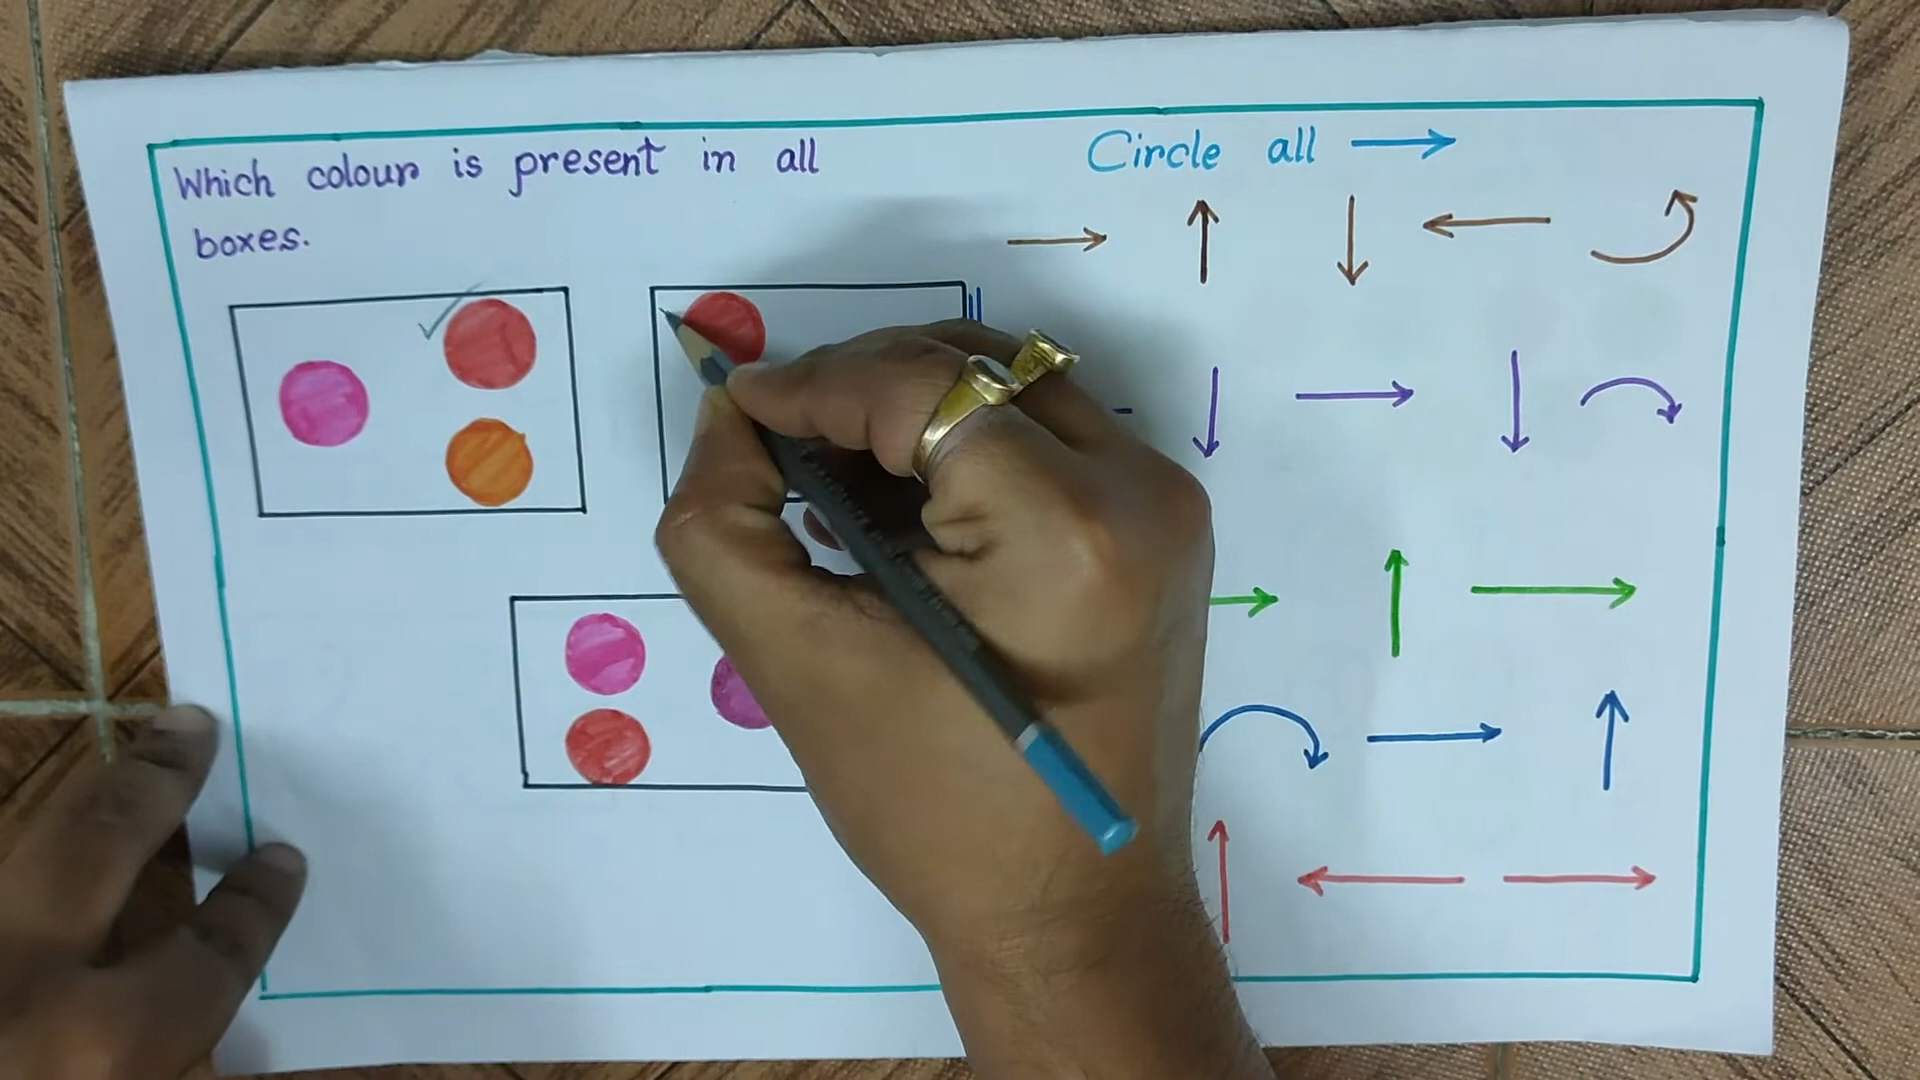 Which colour is present in all
boxes.
Circle all